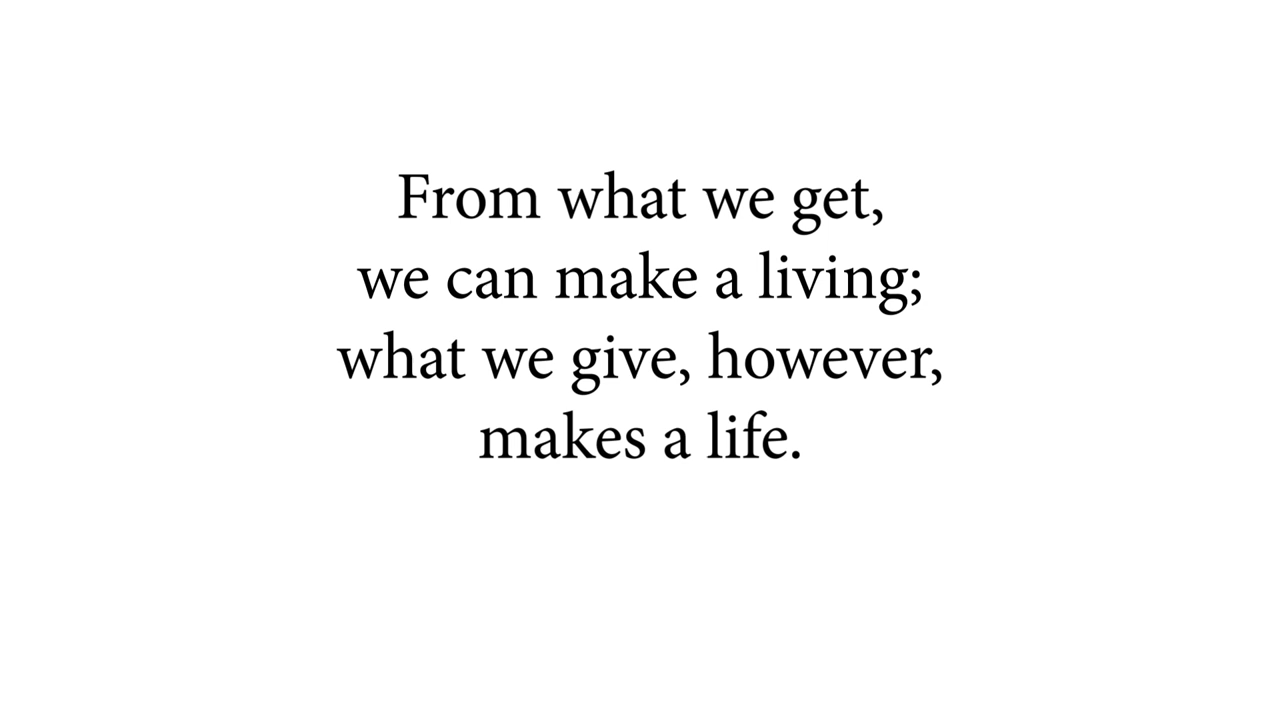 From what we get,
we can make a living;
what we give, however,
makes a life.